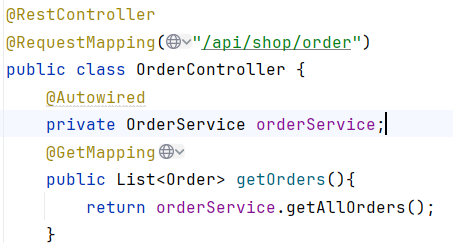 @RestController
@RequestMapping("/api/shop/order")
public class OrderController {
    @Autowired
    private OrderService orderService;
    @GetMapping
    public List<Order> getOrders(){
        return orderService.getAllOrders();
    }